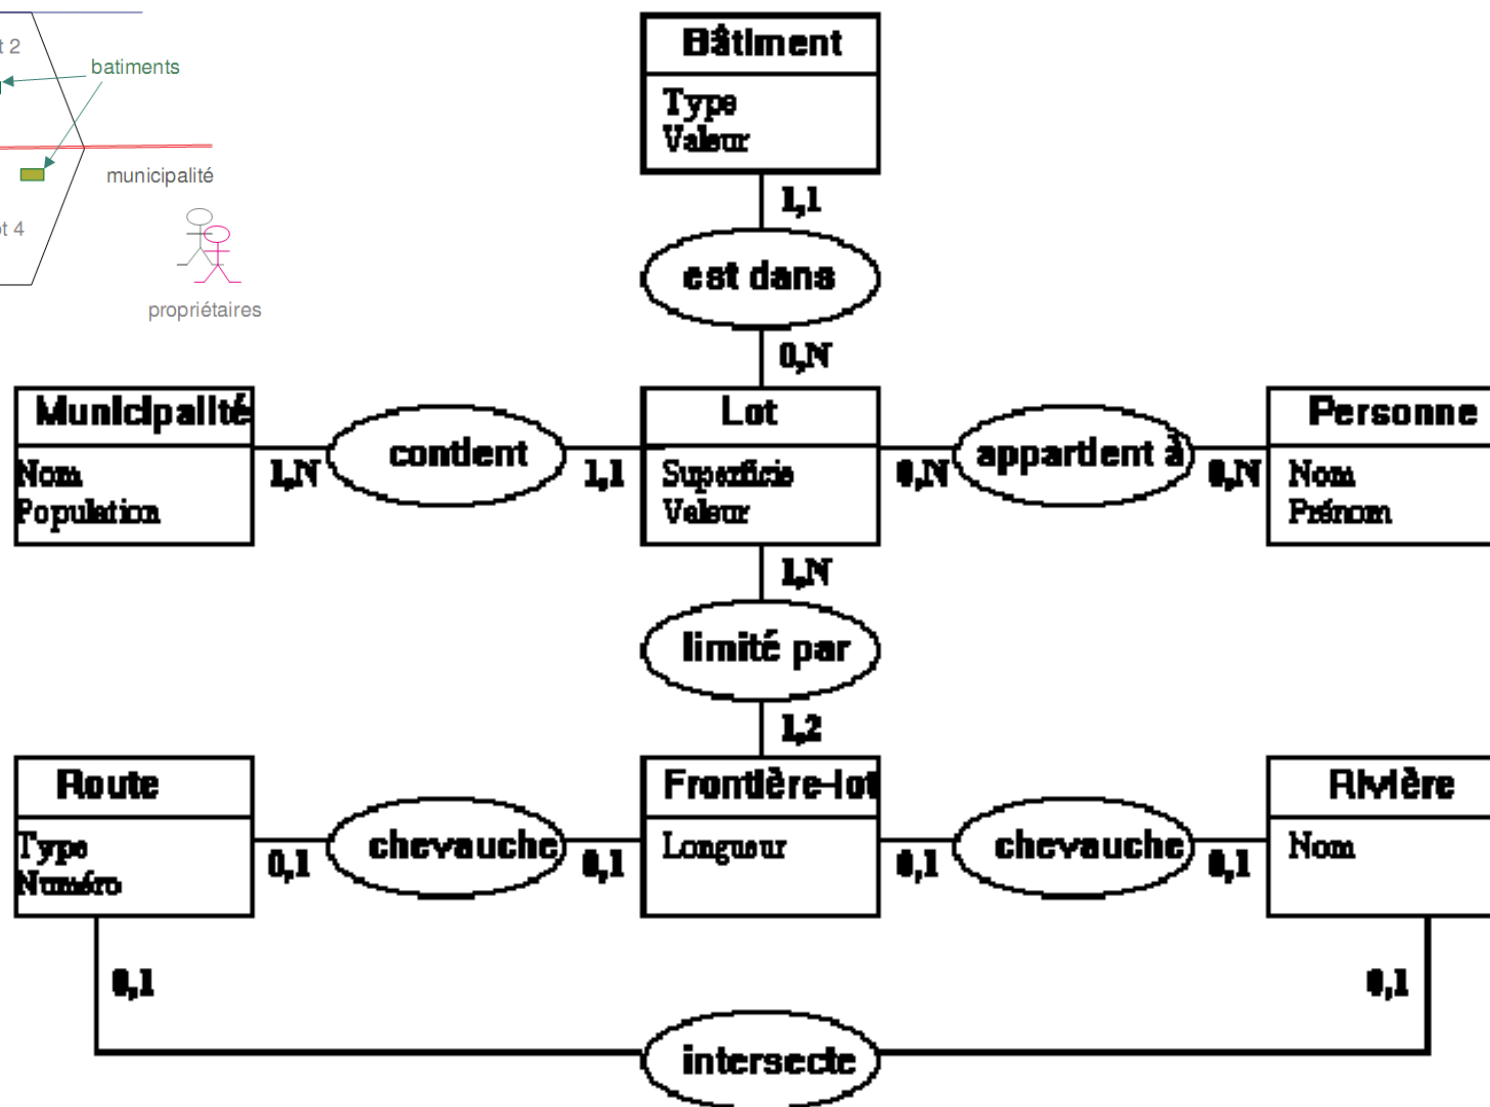 t 2
batiments
municipalité
ot 4
propriétaires
Bâtiment
Type
Valeur
1,1
est dans
0,N
Municipalité
Nom
Population
1,N
contient
1,1
Lot
Superficie
Valeur
0,N
appartient à
0,N
Personne
Nom
Prénom
1,N
limité par
1,2
Route
Type
Numéro
0,1
chevauche
0,1
Frontière-lot
Longueur
0,1
chevauche
0,1
Rivière
Nom
0,1
0,1
intersecte